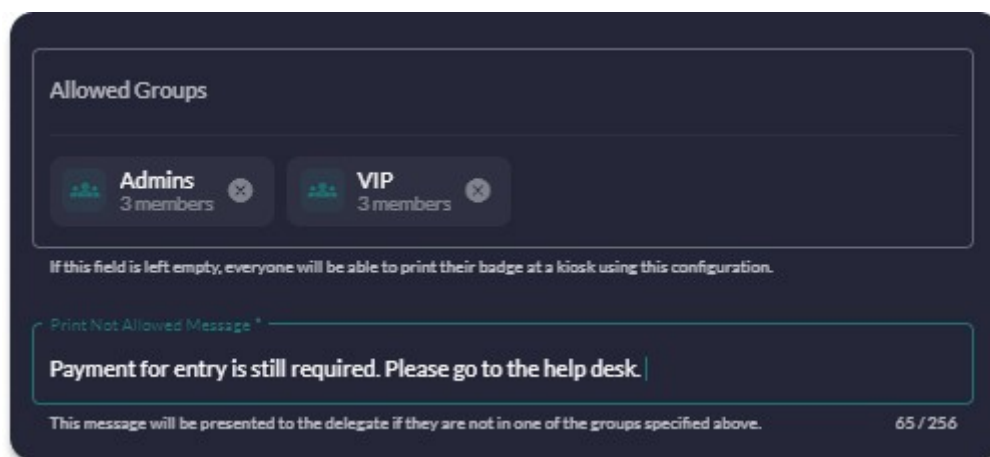 Allowed Groups
Admins
3 members
VIP
3 members
If this field is left empty, everyone will be able to print their badge at a kiosk using this configuration.
Print Not Allowed Message *
Payment for entry is still required. Please go to the help desk.
This message will be presented to the delegate if they are not in one of the groups specified above.
65 / 256